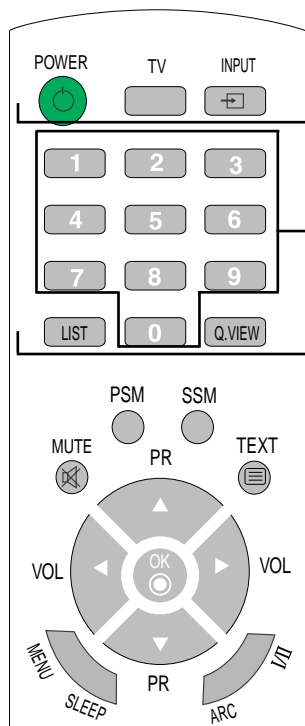 POWER TV INPUT
1 2 3
4 5 6
7 8 9
LIST 0 Q.VIEW
PSM SSM
MUTE PR TEXT
OK
VOL VOL
MENU PR I/II
SLEEP ARC